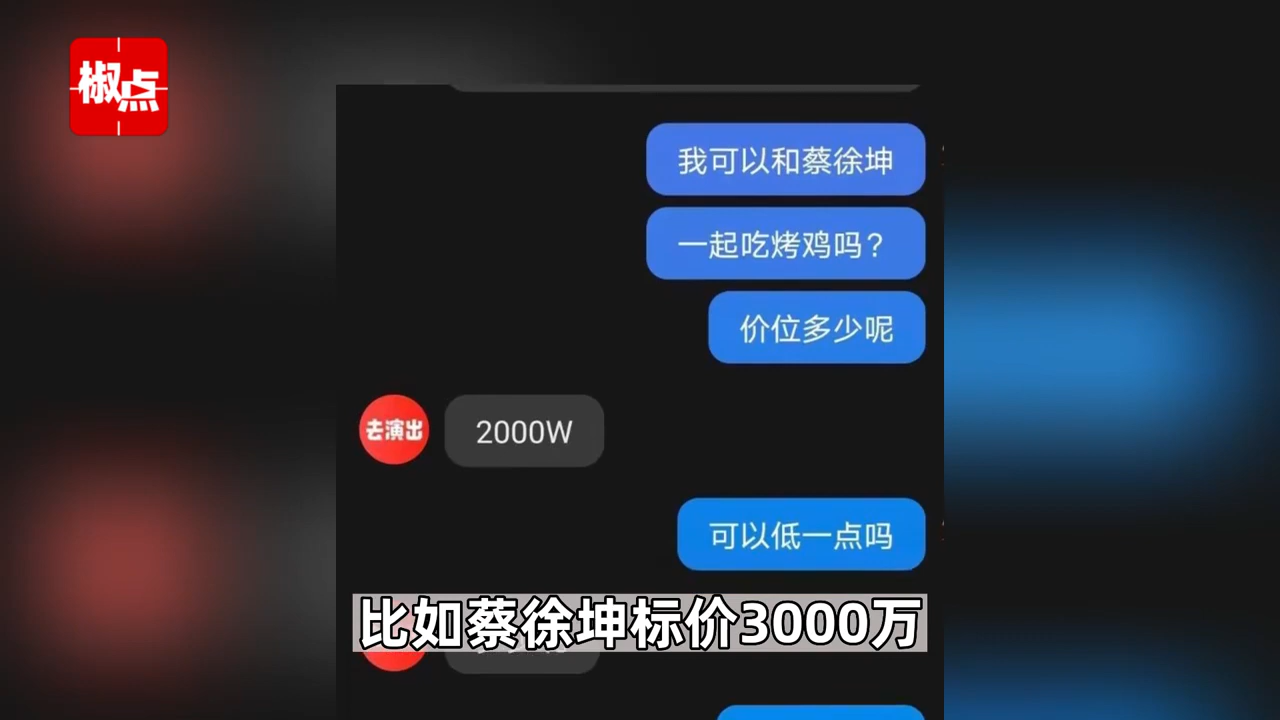 椒点
我可以和蔡徐坤
一起吃烤鸡吗？
价位多少呢
去演出
2000W
可以低一点吗
比如蔡徐坤标价3000万